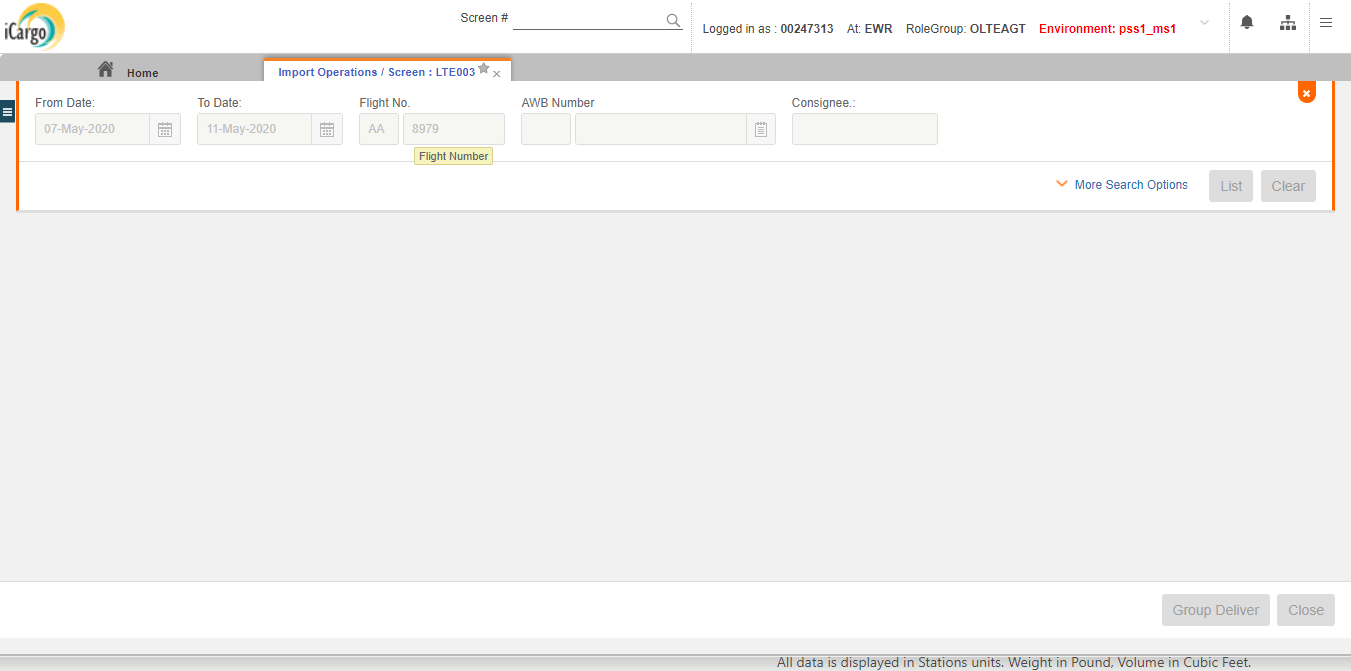 iCargo
Screen #
Logged in as : 00247313 At: EWR RoleGroup: OLTEAGT Environment: pss1_ms1
Home
Import Operations / Screen : LTE003
From Date: To Date: Flight No. AWB Number Consignee.:
07-May-2020 11-May-2020 AA 8979
Flight Number
More Search Options List Clear
Group Deliver Close
All data is displayed in Stations units. Weight in Pound, Volume in Cubic Feet.